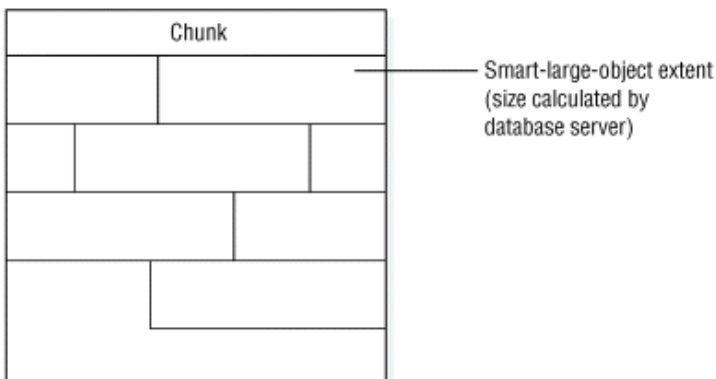 Chunk
Smart-large-object extent
(size calculated by
database server)